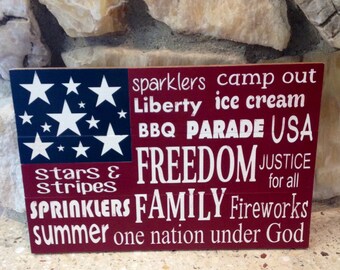 sparklers camp out
Liberty ice cream
BBQ PARADE USA
FREEDOM JUSTICE
for all
Stars &
Stripes
SPRINKLERS FAMILY Fireworks
summer one nation under God